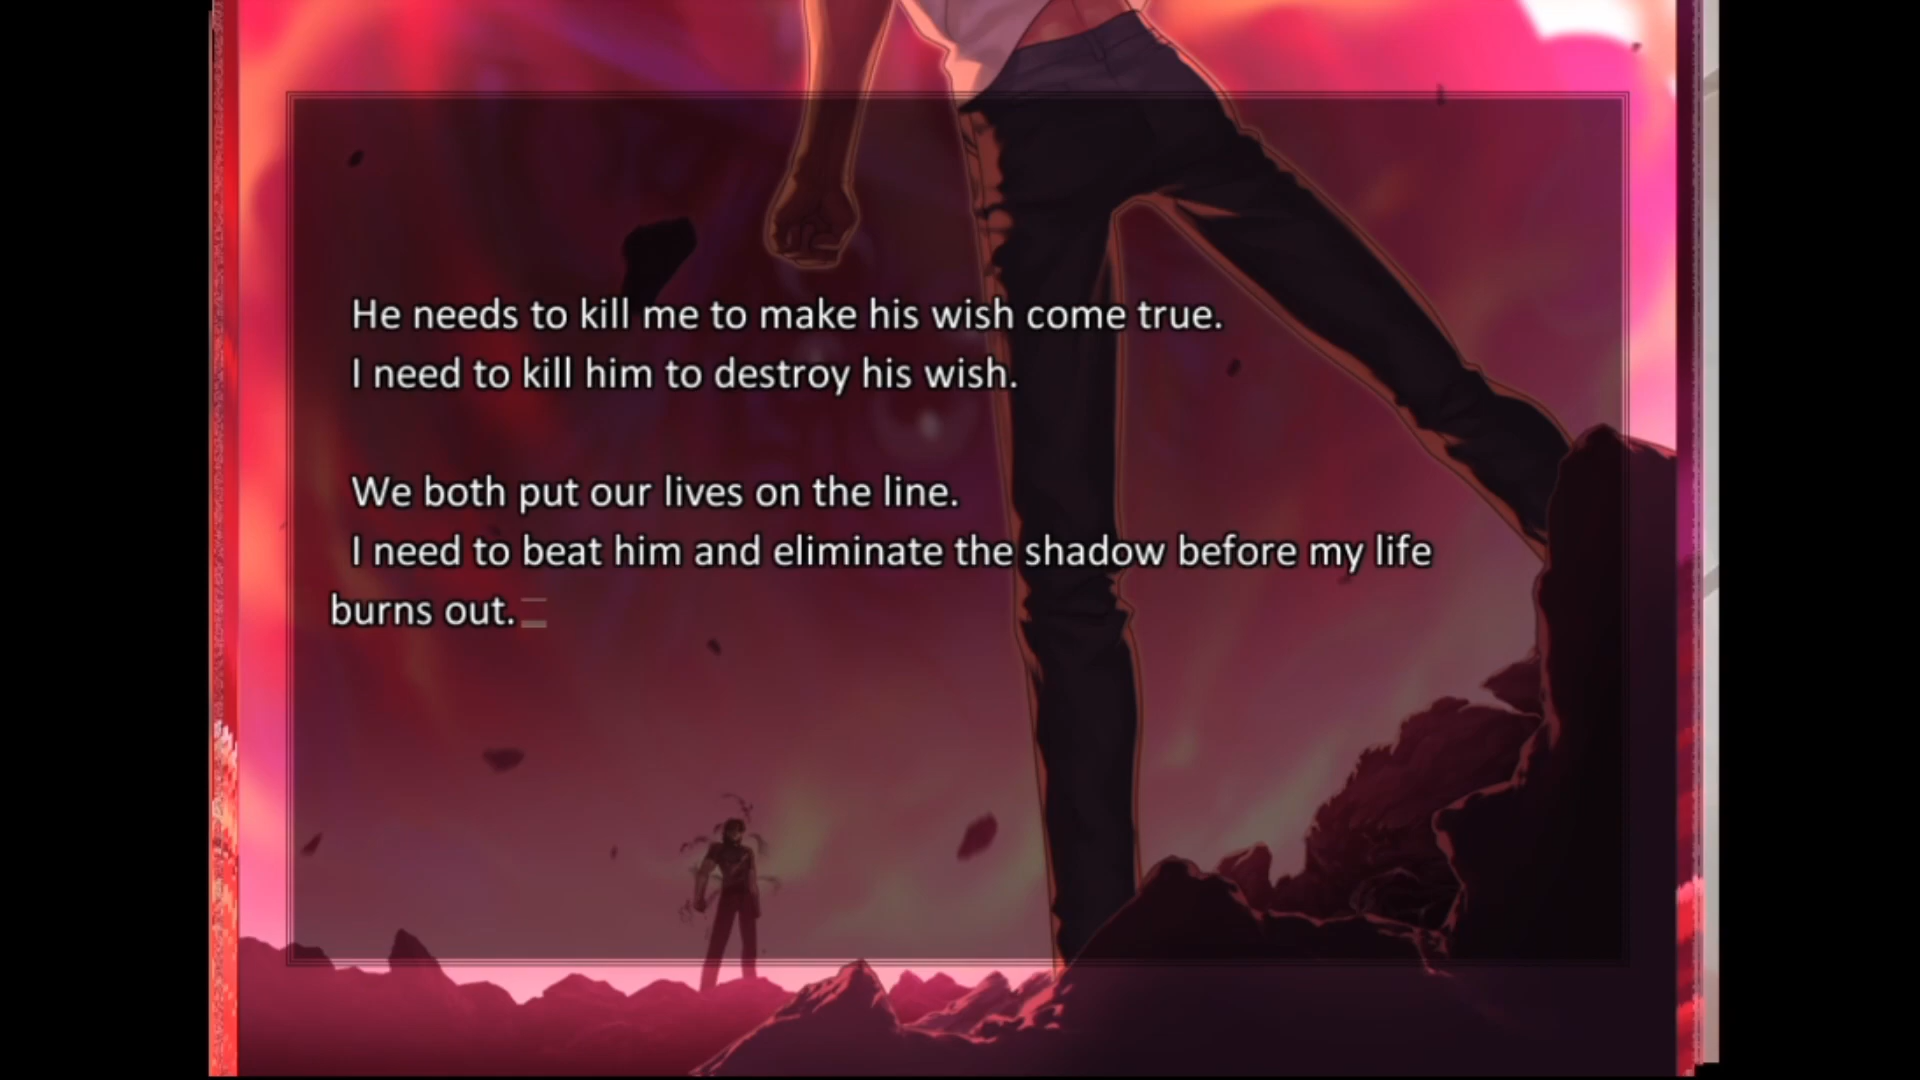 He needs to kill me to make his wish come true.
I need to kill him to destroy his wish.
We both put our lives on the line.
I need to beat him and eliminate the shadow before my life
burns out.